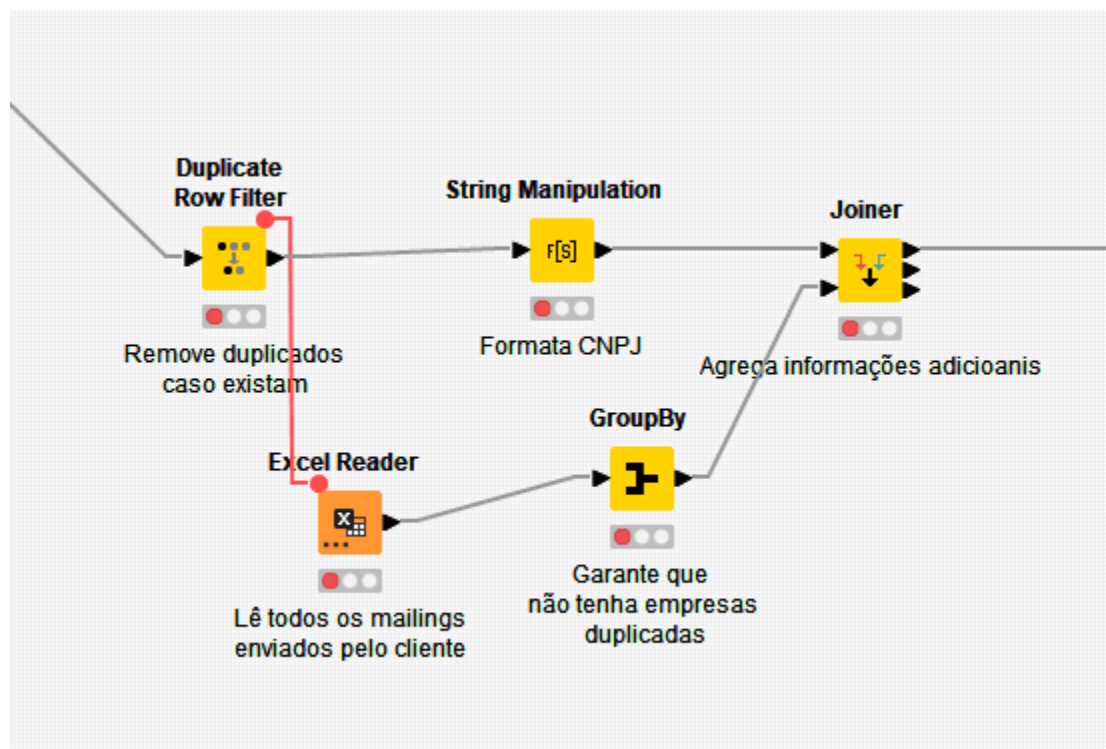 Duplicate
Row Filter
Remove duplicados
caso existam
String Manipulation
F[S]
Formata CNPJ
Joiner
Agrega informações adicioanis
Excel Reader
X
Lê todos os mailings
enviados pelo cliente
GroupBy
Garante que
não tenha empresas
duplicadas